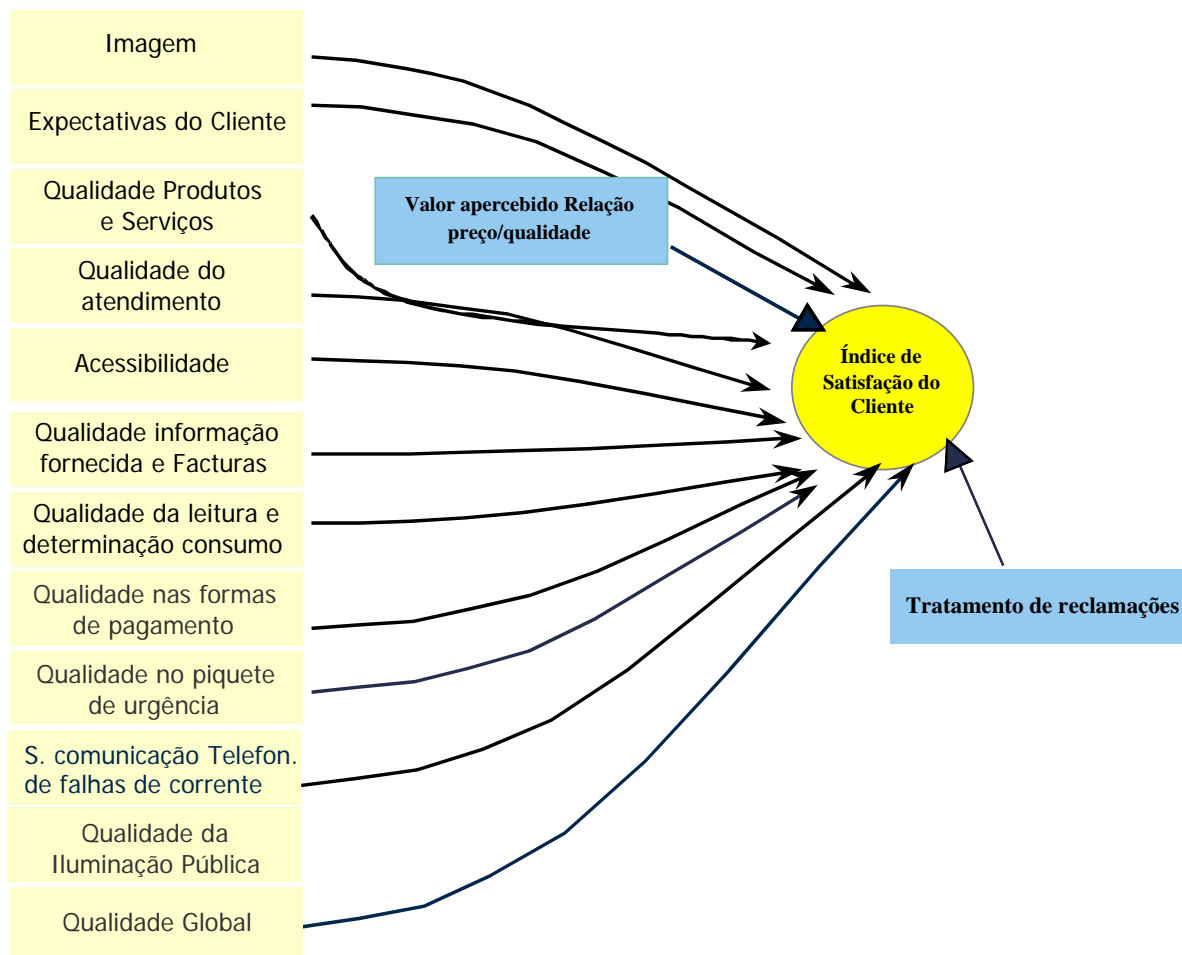 Imagem
Expectativas do Cliente
Qualidade Produtos
e Serviços
Qualidade do
atendimento
Acessibilidade
Qualidade informação
fornecida e Facturas
Qualidade da leitura e
determinação consumo
Qualidade nas formas
de pagamento
Qualidade no piquete
de urgência
S. comunicação Telefon.
de falhas de corrente
Qualidade da
Iluminação Pública
Qualidade Global
Valor apercebido Relação
preço/qualidade
Índice de
Satisfação do
Cliente
Tratamento de reclamações